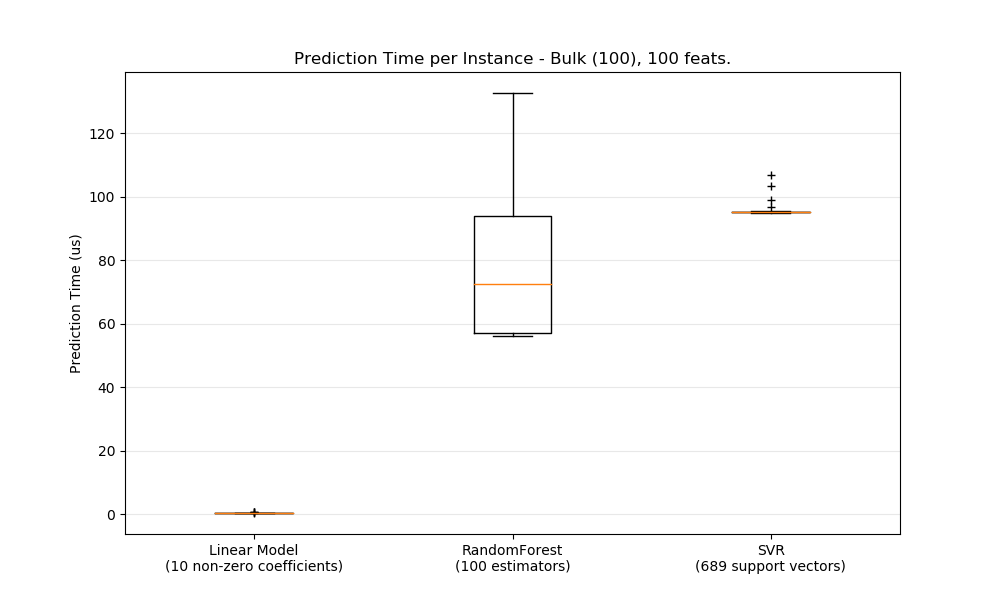 Prediction Time per Instance - Bulk (100), 100 feats.
Prediction Time (us)
120
100
80
60
40
20
0
Linear Model
(10 non-zero coefficients)
RandomForest
(100 estimators)
SVR
(689 support vectors)